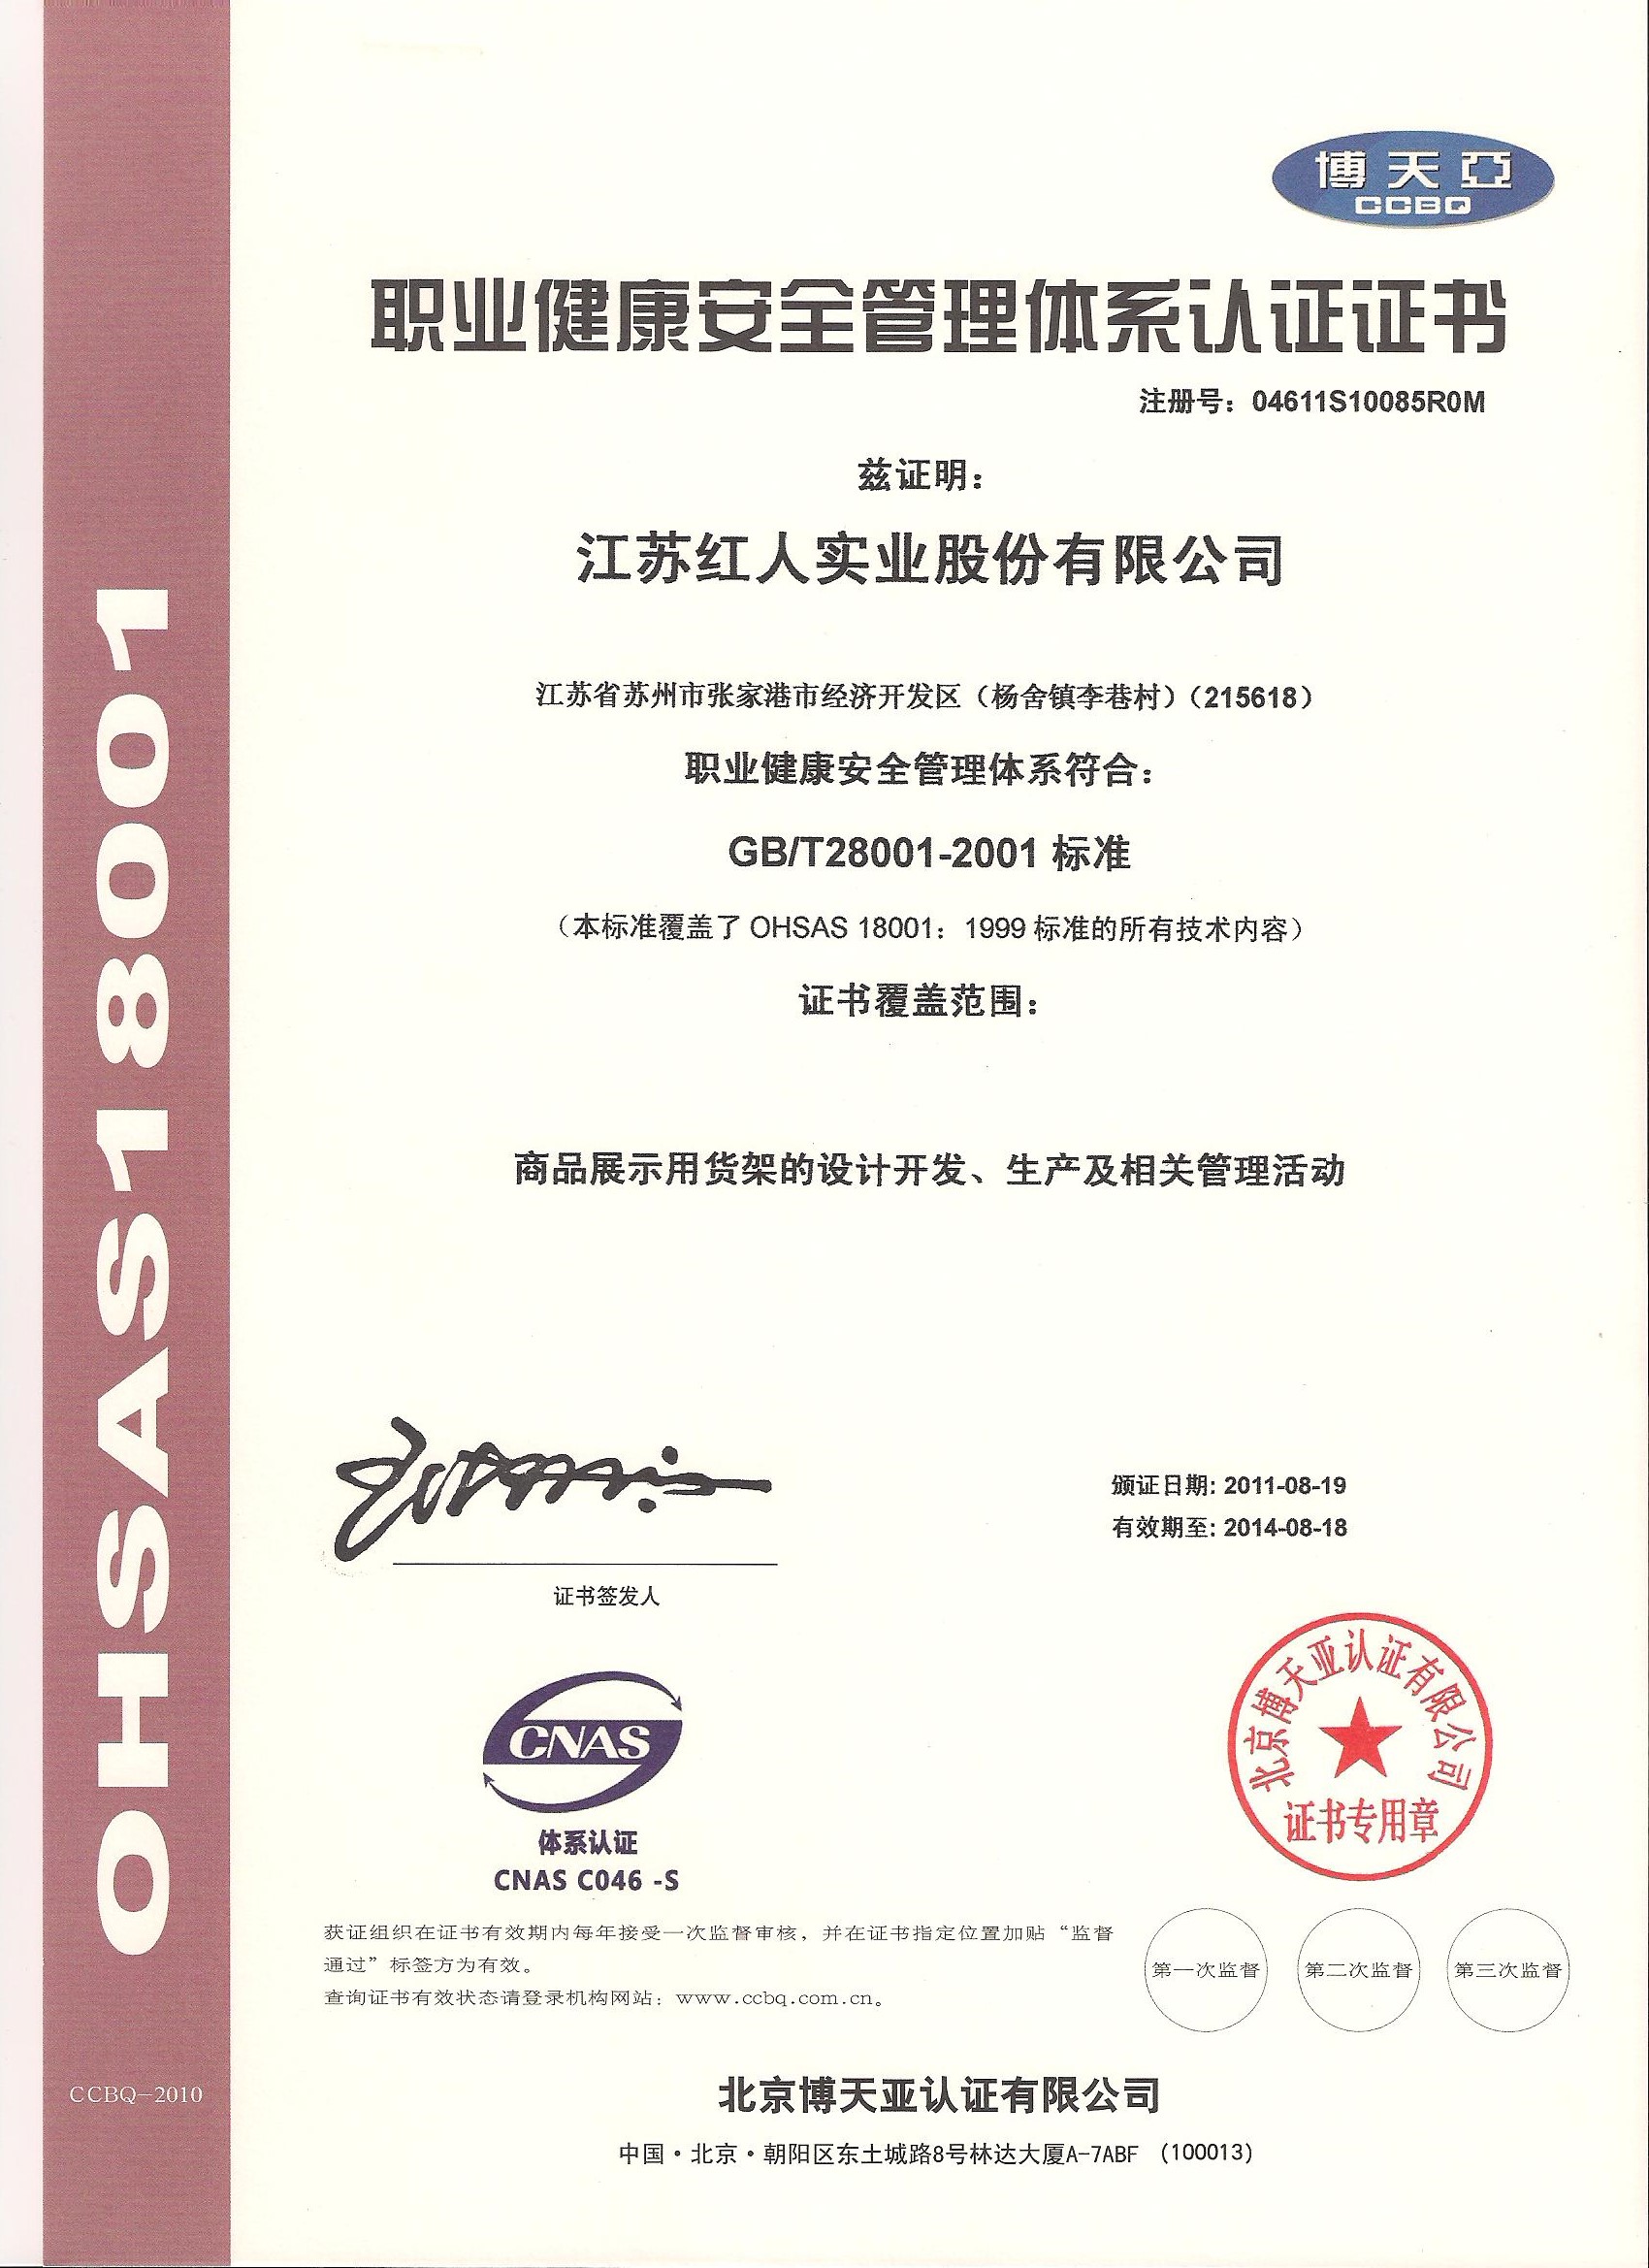 博天亞
CCBQ
职业健康安全管理体系认证证书
注册号：04611S10085R0M
兹证明：
江苏红人实业股份有限公司
江苏省苏州市张家港市经济开发区（杨舍镇李巷村）（215618）
职业健康安全管理体系符合：
GB/T28001-2001 标准
（本标准覆盖了 OHSAS 18001：1999 标准的所有技术内容）
证书覆盖范围：
商品展示用货架的设计开发、生产及相关管理活动
颁证日期: 2011-08-19
有效期至: 2014-08-18
证书签发人
CNAS
体系认证
CNAS C046 -S
北京博天亚认证有限公司
证书专用章
获证组织在证书有效期内每年接受一次监督审核，并在证书指定位置加贴“监督
通过”标签方为有效。
查询证书有效状态请登录机构网站：www.ccbq.com.cn。
第一次监督
第二次监督
第三次监督
北京博天亚认证有限公司
中国·北京·朝阳区东土城路8号林达大厦A-7ABF （100013）
OHSAS18001
CCBQ-2010